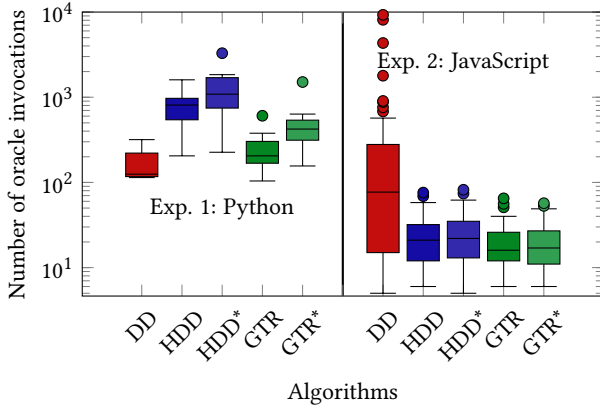 Number of oracle invocations
10^4
10^3
10^2
10^1
Exp. 1: Python
Exp. 2: JavaScript
DD HDD HDD* GTR GTR* DD HDD HDD* GTR GTR*
Algorithms